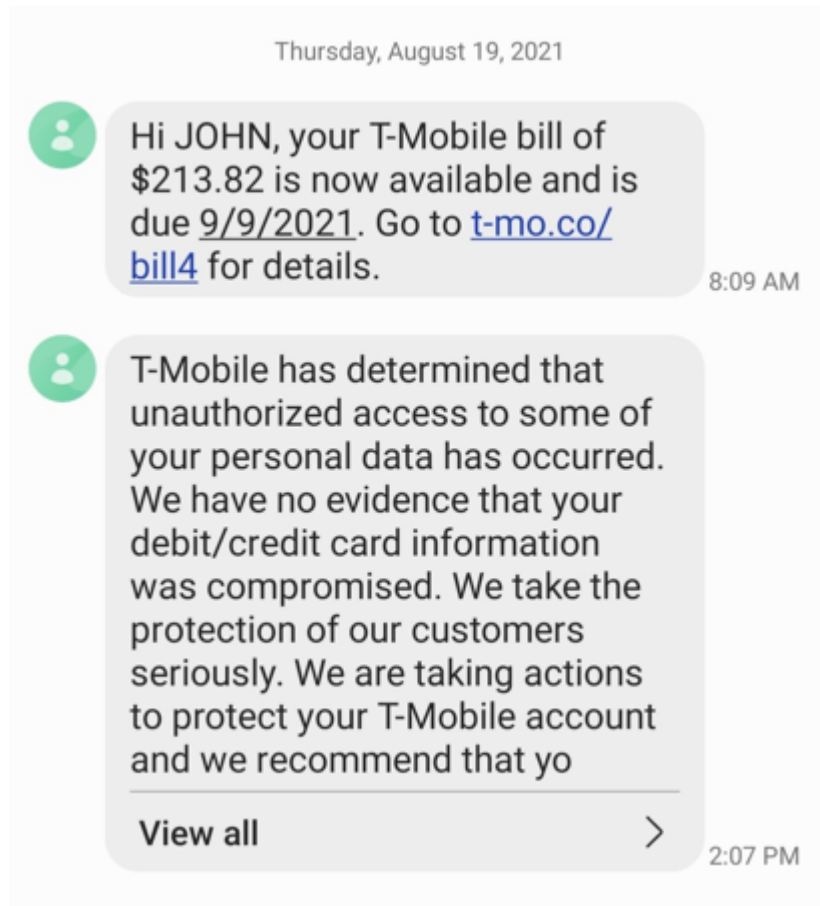 Thursday, August 19, 2021
Hi JOHN, your T-Mobile bill of
$213.82 is now available and is
due 9/9/2021. Go to t-mo.co/
bill4 for details.
8:09 AM
T-Mobile has determined that
unauthorized access to some of
your personal data has occurred.
We have no evidence that your
debit/credit card information
was compromised. We take the
protection of our customers
seriously. We are taking actions
to protect your T-Mobile account
and we recommend that yo
View all
2:07 PM